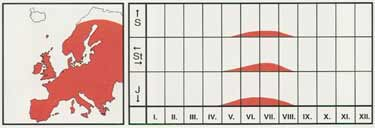 ↑ S
← St →
J ↓
I. II. III. IV. V. VI. VII. VIII. IX. X. XI. XII.